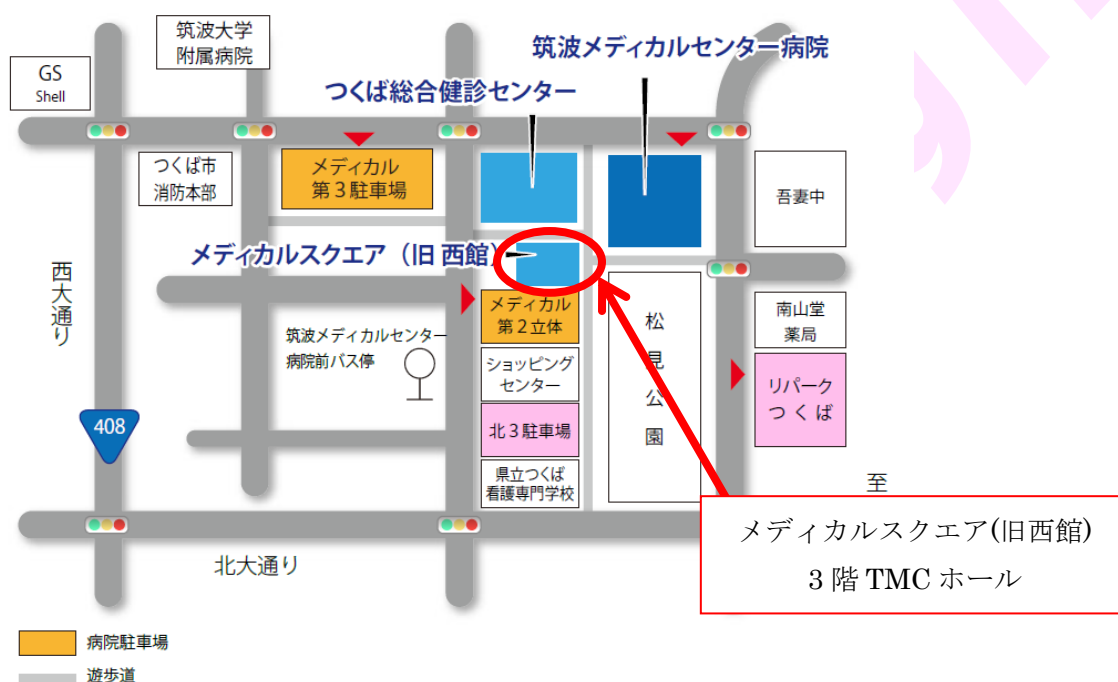 筑波大学
附属病院
筑波メディカルセンター病院
GS
Shell
つくば総合健診センター
つくば市
消防本部
メディカル
第3駐車場
吾妻中
メディカルスクエア（旧 西館）
西大通り
メディカル
第2立体
松見公園
南山堂
薬局
筑波メディカルセンター
病院前バス停
ショッピング
センター
リパーク
つ く ば
408
北3駐車場
県立つくば
看護専門学校
至
メディカルスクエア(旧西館)
3 階 TMC ホール
北大通り
病院駐車場
遊歩道